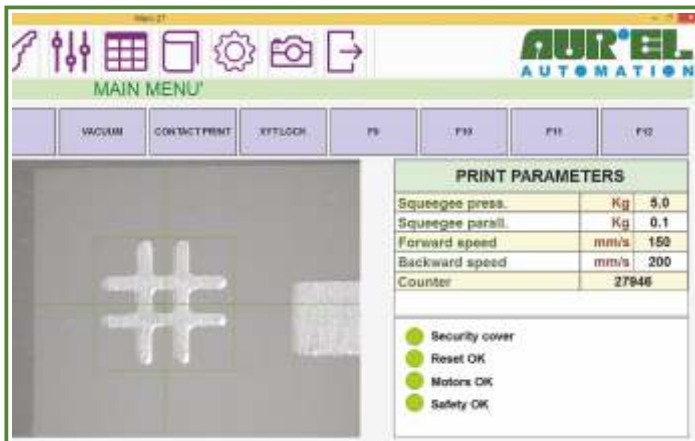 AUR°EL
AUTOMATION
MAIN MENU'
VACUUM
CONTACT PRINT
XYT LOCK
F9
F10
F11
F12
PRINT PARAMETERS
Squeegee press. Kg 5.0
Squeegee parall. Kg 0.1
Forward speed mm/s 150
Backward speed mm/s 200
Counter 27946
Security cover
Reset OK
Motors OK
Safety OK